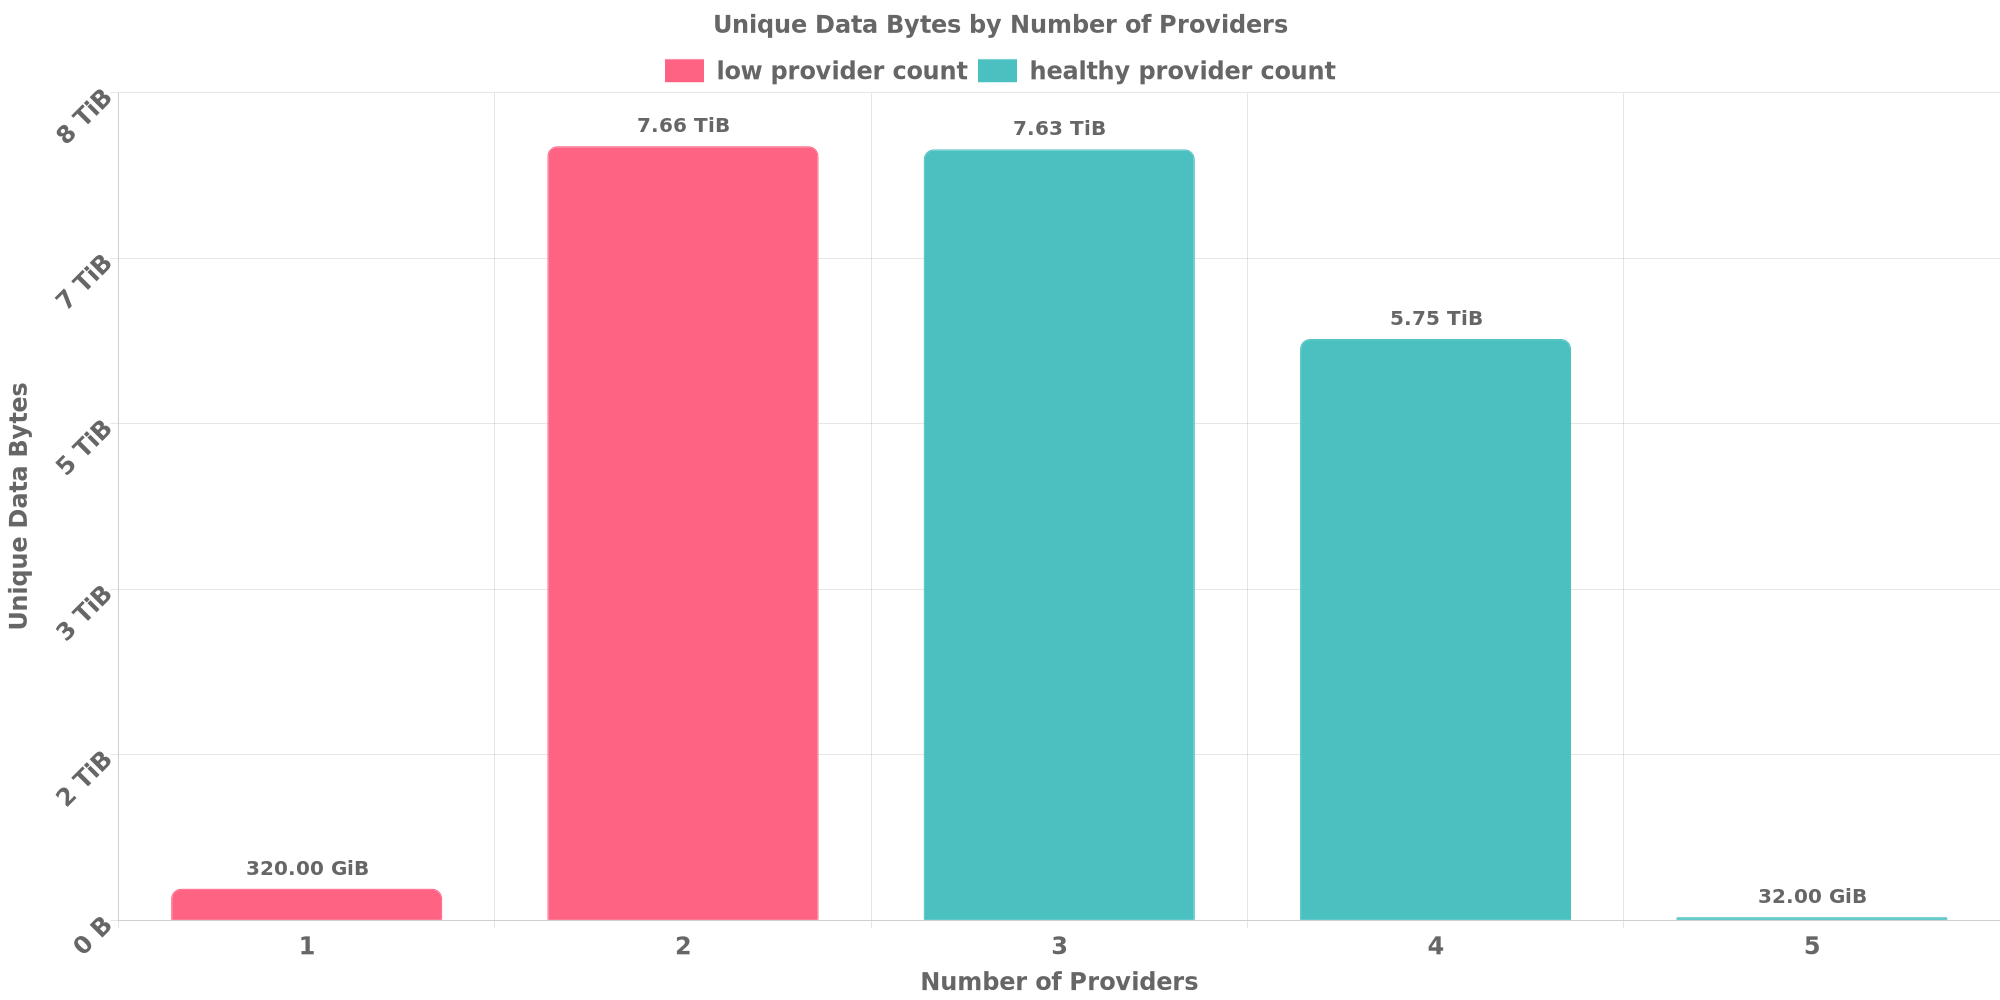 Unique Data Bytes by Number of Providers
low provider count
healthy provider count
8 TiB
7 TiB
5 TiB
3 TiB
2 TiB
0 B
Unique Data Bytes
320.00 GiB
7.66 TiB
7.63 TiB
5.75 TiB
32.00 GiB
1
2
3
4
5
Number of Providers